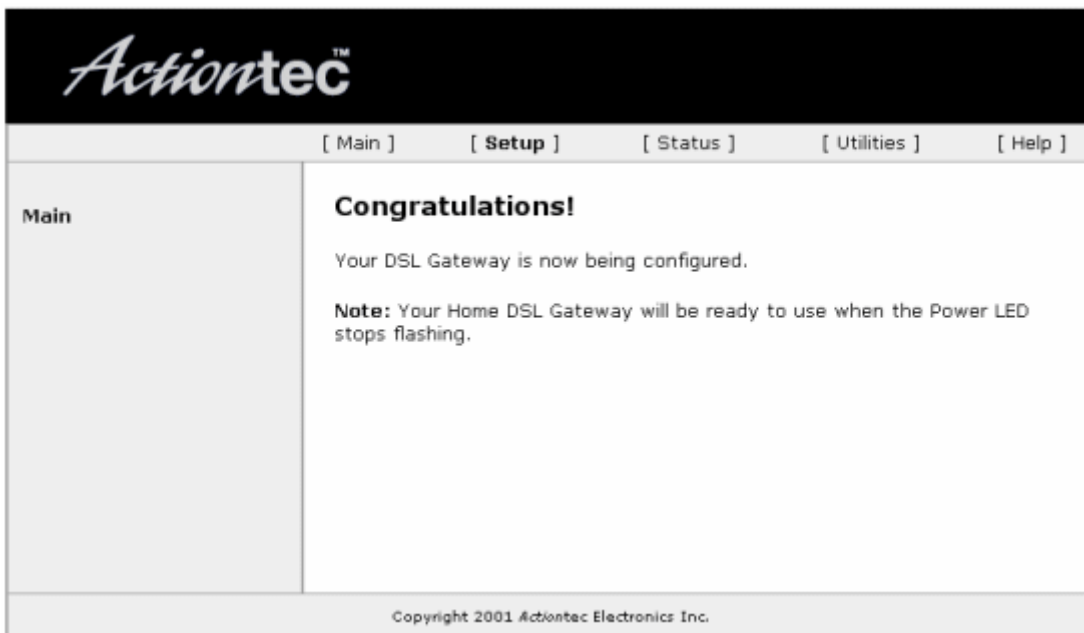 Actiontec™
[ Main ] [ Setup ] [ Status ] [ Utilities ] [ Help ]
Main
Congratulations!
Your DSL Gateway is now being configured.
Note: Your Home DSL Gateway will be ready to use when the Power LED
stops flashing.
Copyright 2001 Actiontec Electronics Inc.